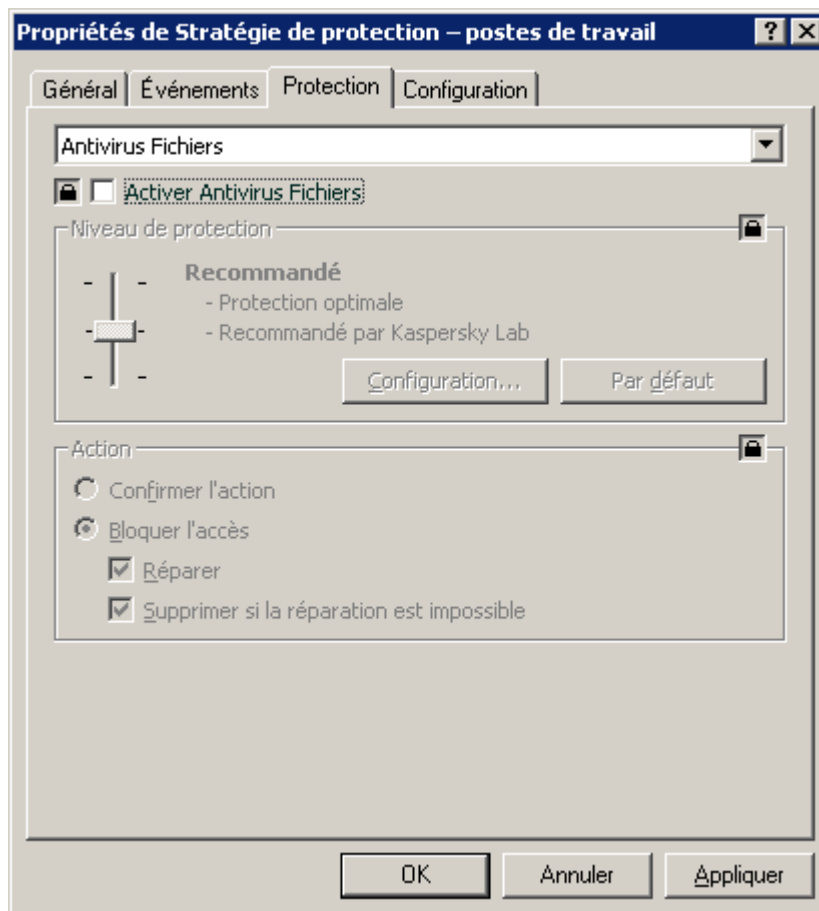 Propriétés de Stratégie de protection – postes de travail
Général Événements Protection Configuration
Antivirus Fichiers
Activer Antivirus Fichiers
Niveau de protection
Recommandé
- Protection optimale
- Recommandé par Kaspersky Lab
Configuration... Par défaut
Action
Confirmer l'action
Bloquer l'accès
Réparer
Supprimer si la réparation est impossible
OK Annuler Appliquer